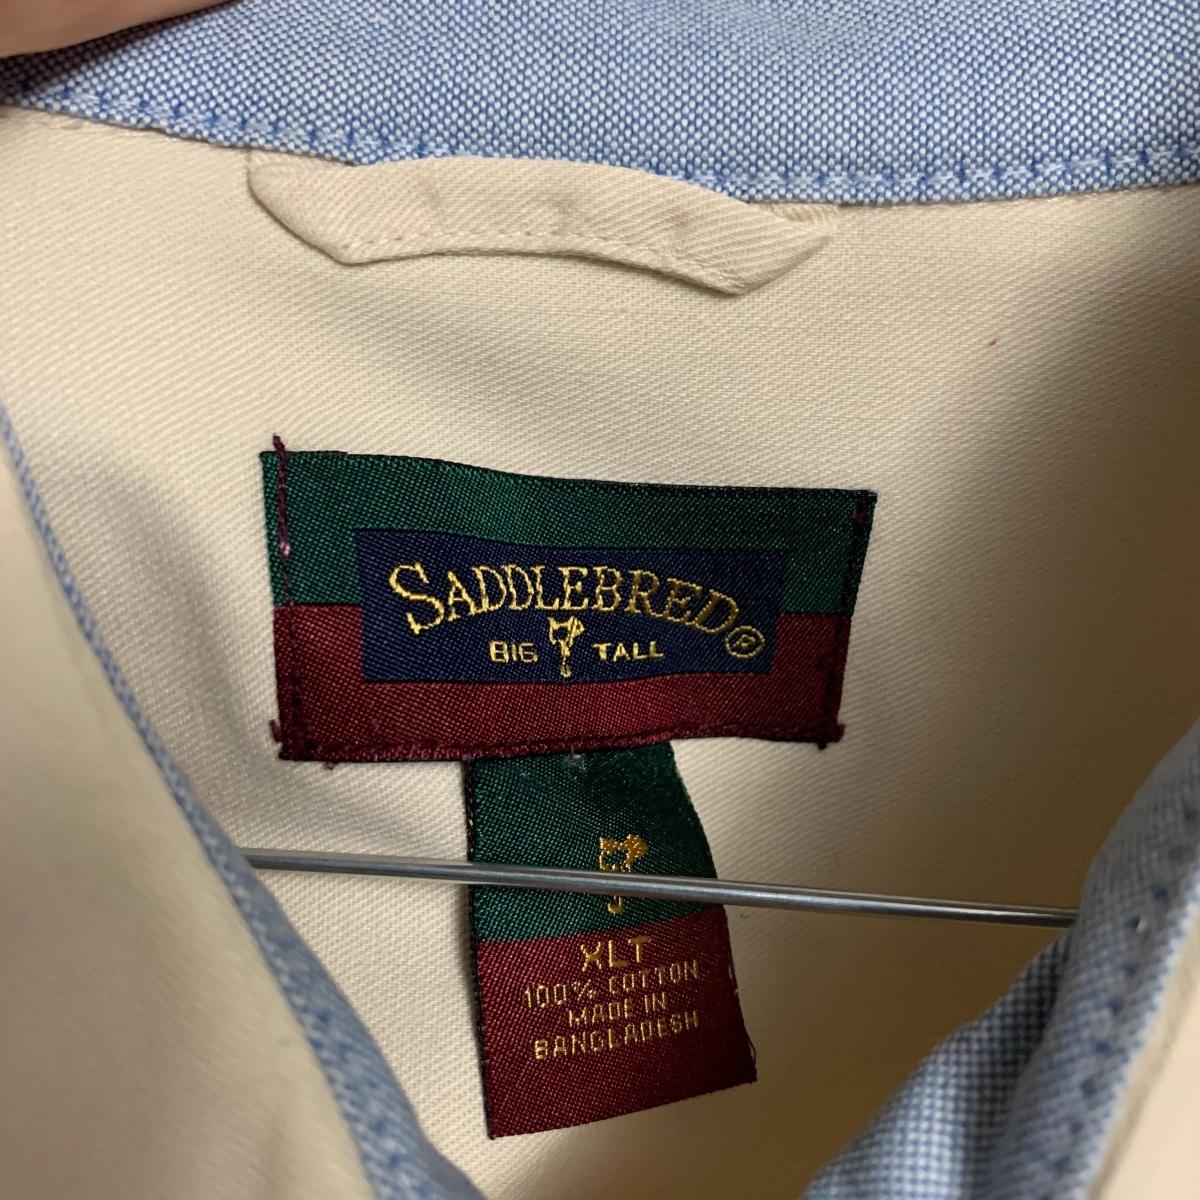 SADDLEBRED®
BIG TALL
XLT
100% COTTON
MADE IN
BANGLADESH